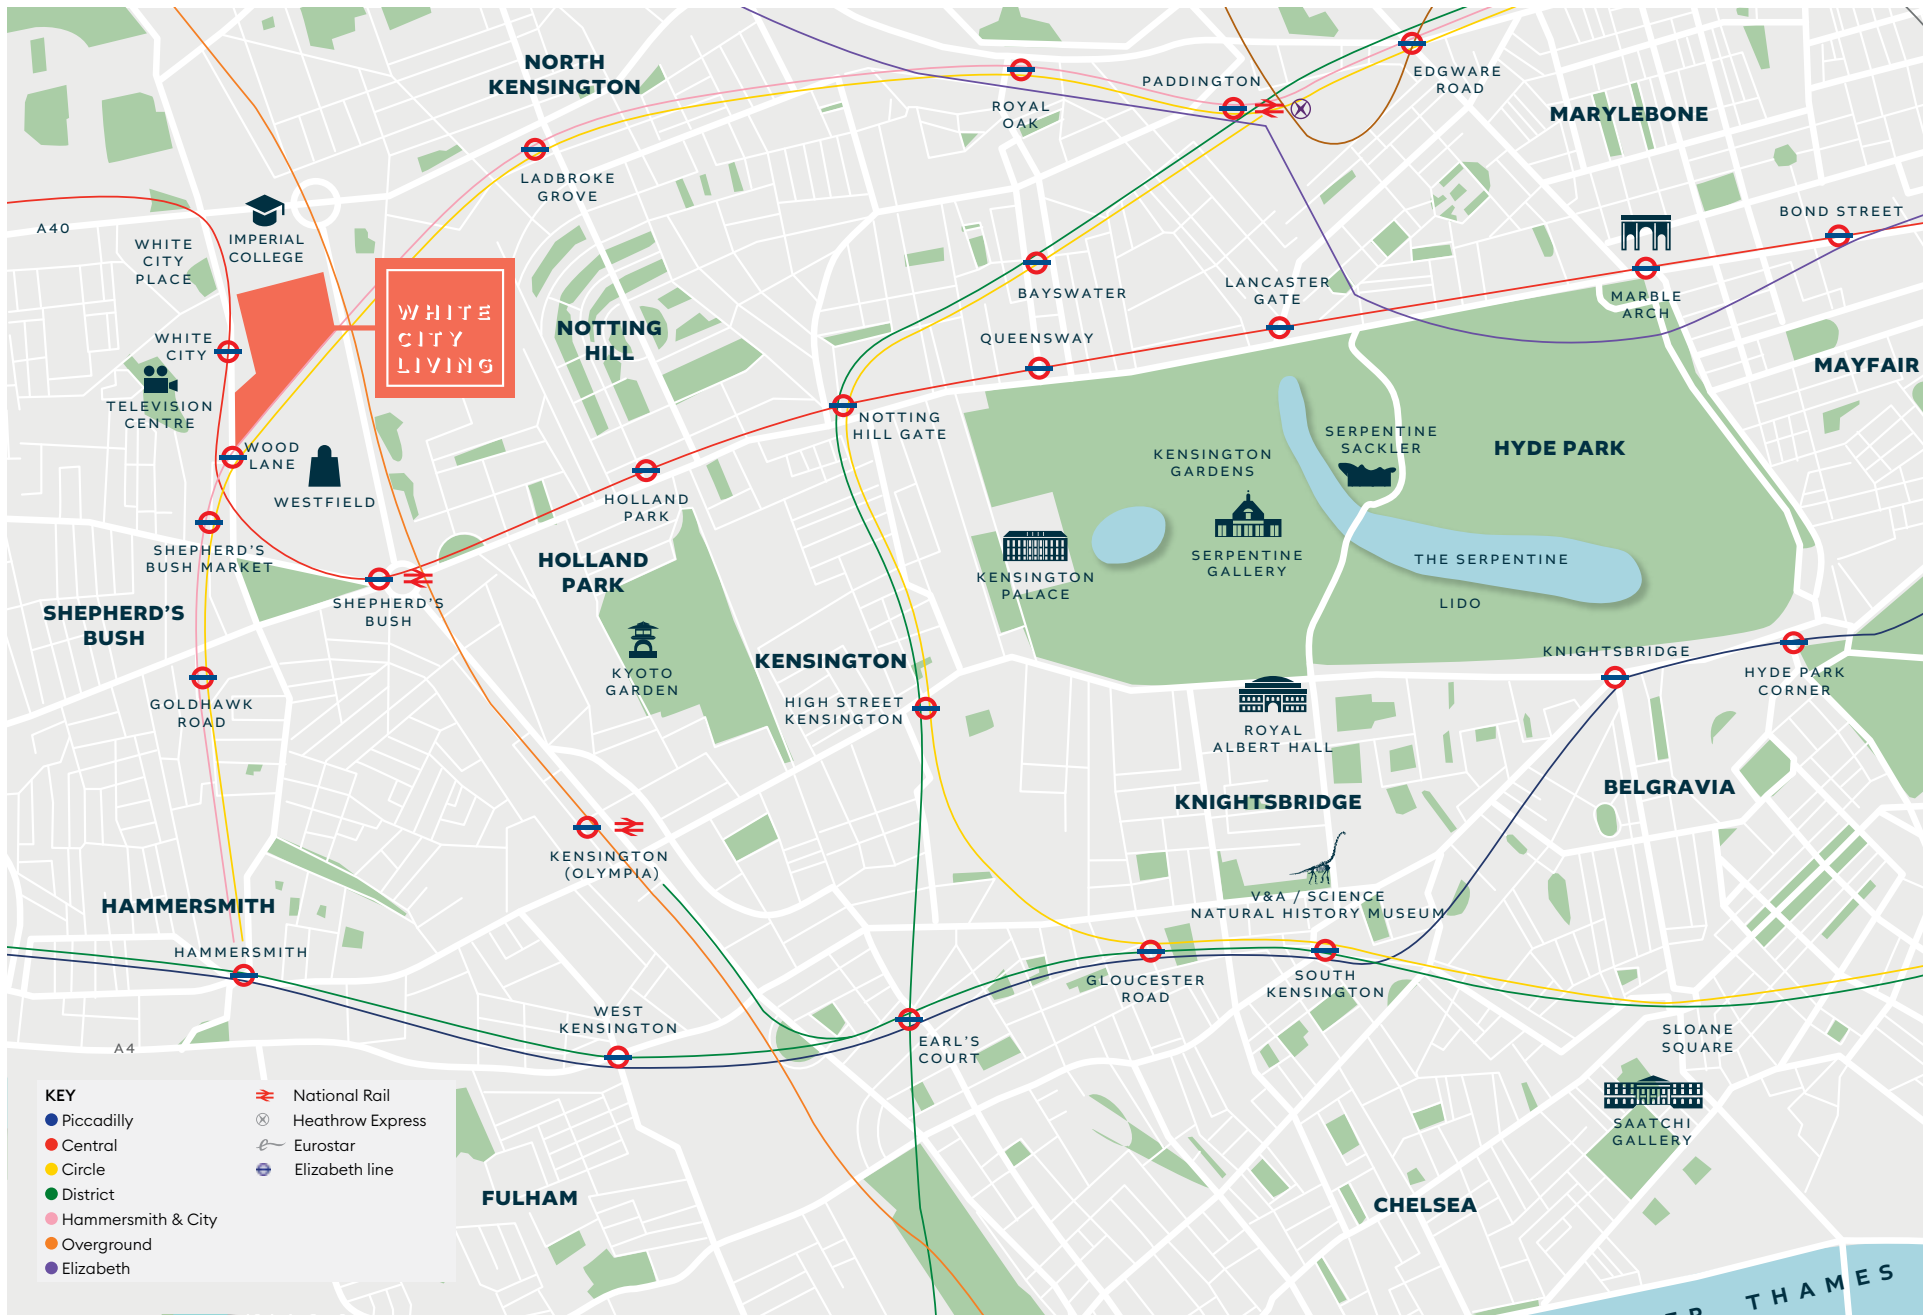 NORTH
KENSINGTON
PADDINGTON
EDGWARE
ROAD
ROYAL
OAK
MARYLEBONE
LADBROKE
GROVE
A40
WHITE
CITY
PLACE
IMPERIAL
COLLEGE
BOND STREET
WHITE
CITY
LIVING
NOTTING
HILL
BAYSWATER
LANCASTER
GATE
MARBLE
ARCH
QUEENSWAY
WHITE
CITY
MAYFAIR
TELEVISION
CENTRE
NOTTING
HILL GATE
SERPENTINE
SACKLER
HYDE PARK
KENSINGTON
GARDENS
WOOD
LANE
WESTFIELD
HOLLAND
PARK
SHEPHERD'S
BUSH MARKET
HOLLAND
PARK
KENSINGTON
PALACE
SERPENTINE
GALLERY
THE SERPENTINE
LIDO
SHEPHERD'S
BUSH
SHEPHERD'S
BUSH
KYOTO
GARDEN
KENSINGTON
KNIGHTSBRIDGE
HYDE PARK
CORNER
GOLDHAWK
ROAD
HIGH STREET
KENSINGTON
ROYAL
ALBERT HALL
KNIGHTSBRIDGE
BELGRAVIA
KENSINGTON
(OLYMPIA)
V&A / SCIENCE
NATURAL HISTORY MUSEUM
HAMMERSMITH
HAMMERSMITH
GLOUCESTER
ROAD
SOUTH
KENSINGTON
WEST
KENSINGTON
EARL'S
COURT
SLOANE
SQUARE
A4
SAATCHI
GALLERY
FULHAM
CHELSEA
THAMES
KEY
Piccadilly
Central
Circle
District
Hammersmith & City
Overground
Elizabeth
National Rail
Heathrow Express
Eurostar
Elizabeth line